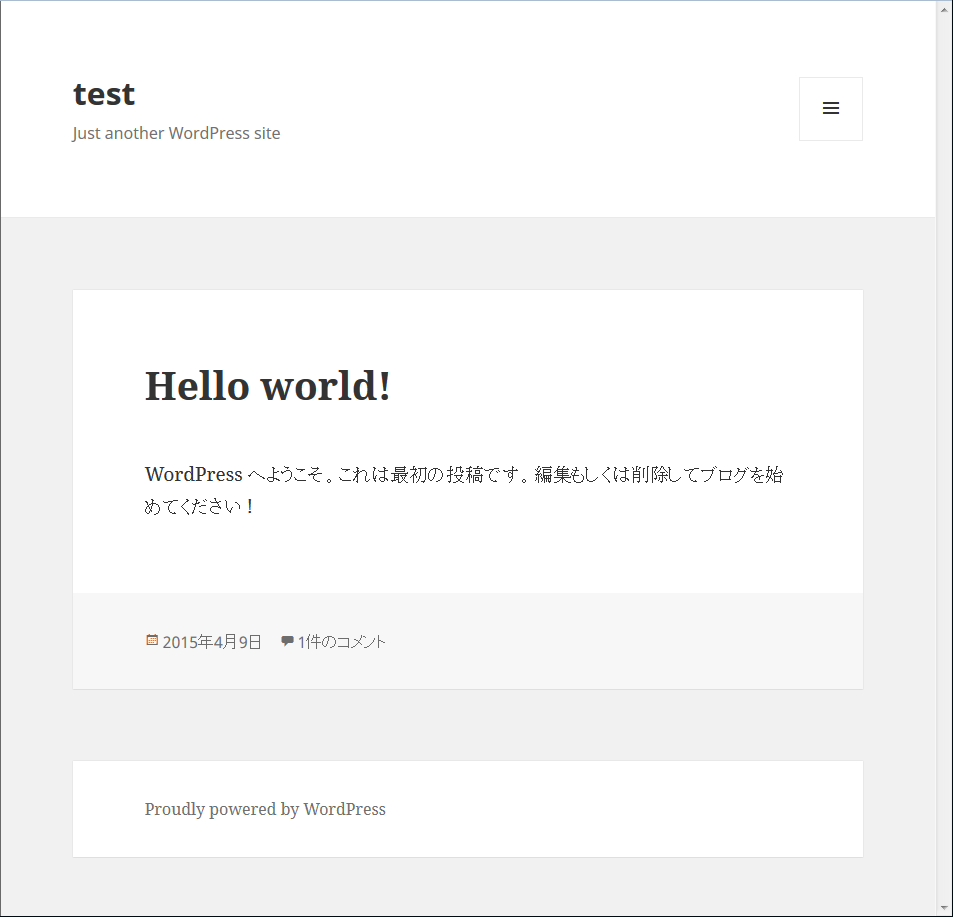 test
Just another WordPress site
Hello world!
WordPress へようこそ。これは最初の投稿です。編集もしくは削除してブログを始
めてください !
2015年4月9日 1件のコメント
Proudly powered by WordPress